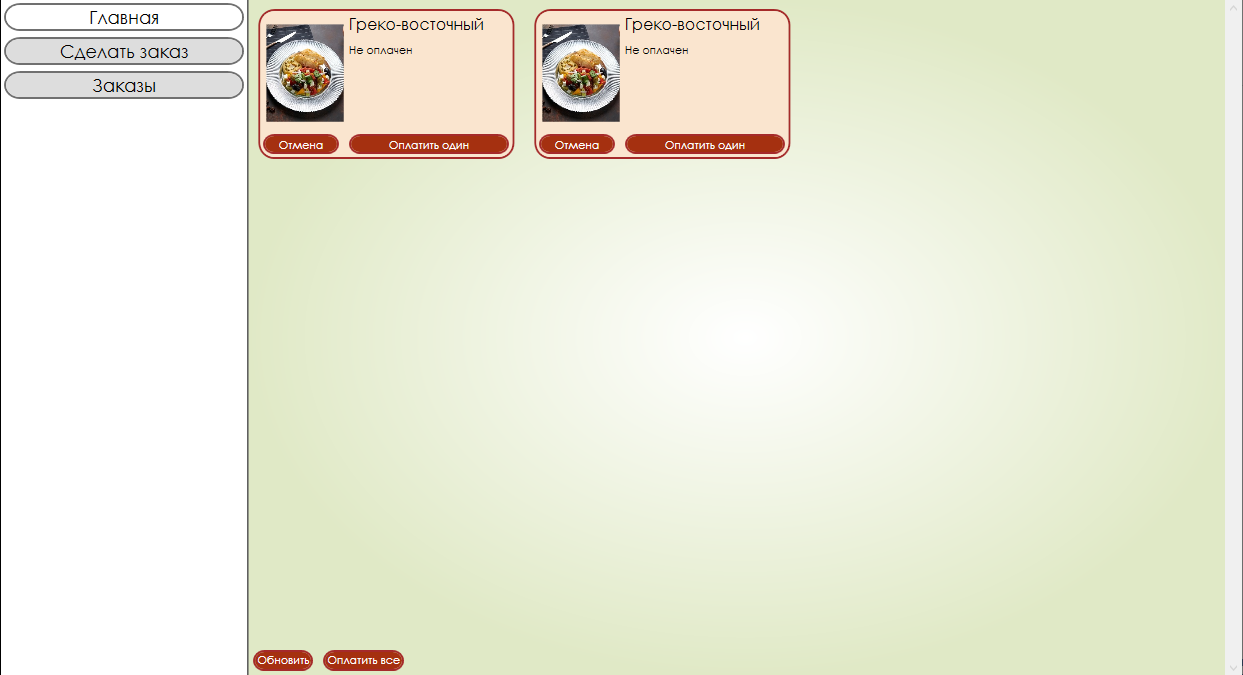 Главная
Сделать заказ
Заказы
Греко-восточный
Не оплачен
Отмена
Оплатить один
Греко-восточный
Не оплачен
Отмена
Оплатить один
Обновить
Оплатить все